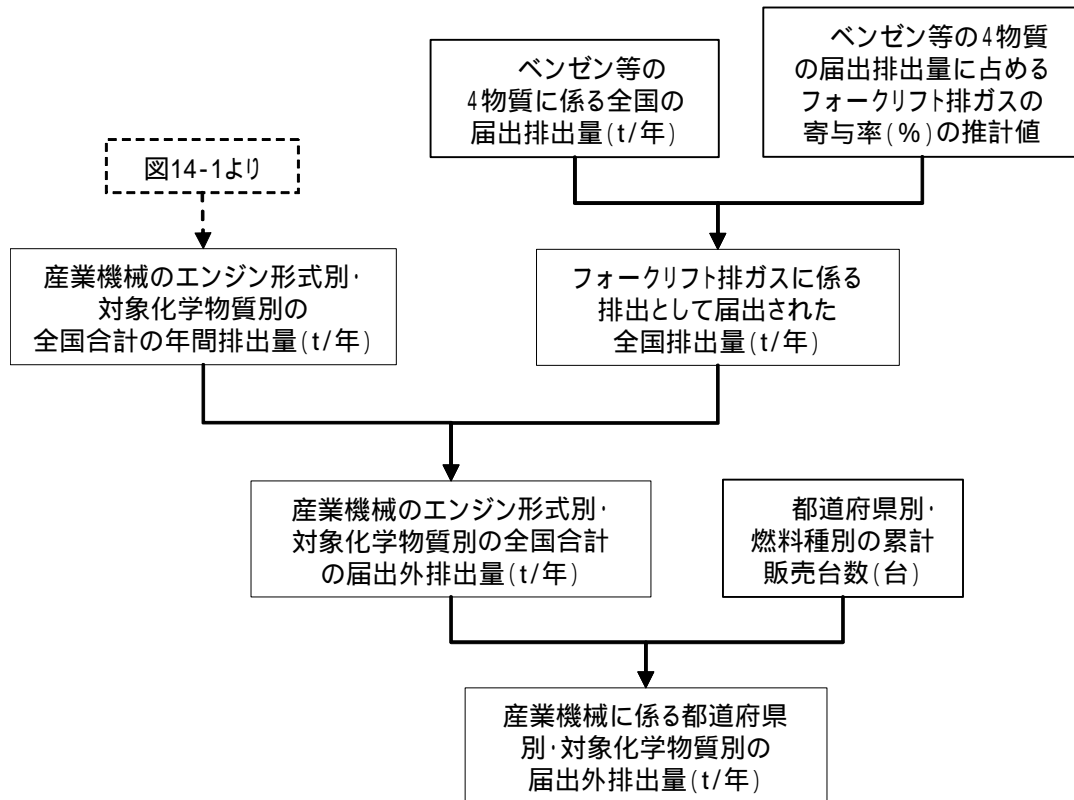 ベンゼン等の
4物質に係る全国の
届出排出量(t/年)
ベンゼン等の4物質
の届出排出量に占める
フォークリフト排ガスの
寄与率(%)の推計値
図14-1より
産業機械のエンジン形式別·
対象化学物質別の
全国合計の年間排出量(t/年)
フォークリフト排ガスに係る
排出として届出された
全国排出量(t/年)
産業機械のエンジン形式別·
対象化学物質別の全国合計
の届出外排出量(t/年)
都道府県別·
燃料種別の累計
販売台数(台)
産業機械に係る都道府県
別·対象化学物質別の
届出外排出量(t/年)